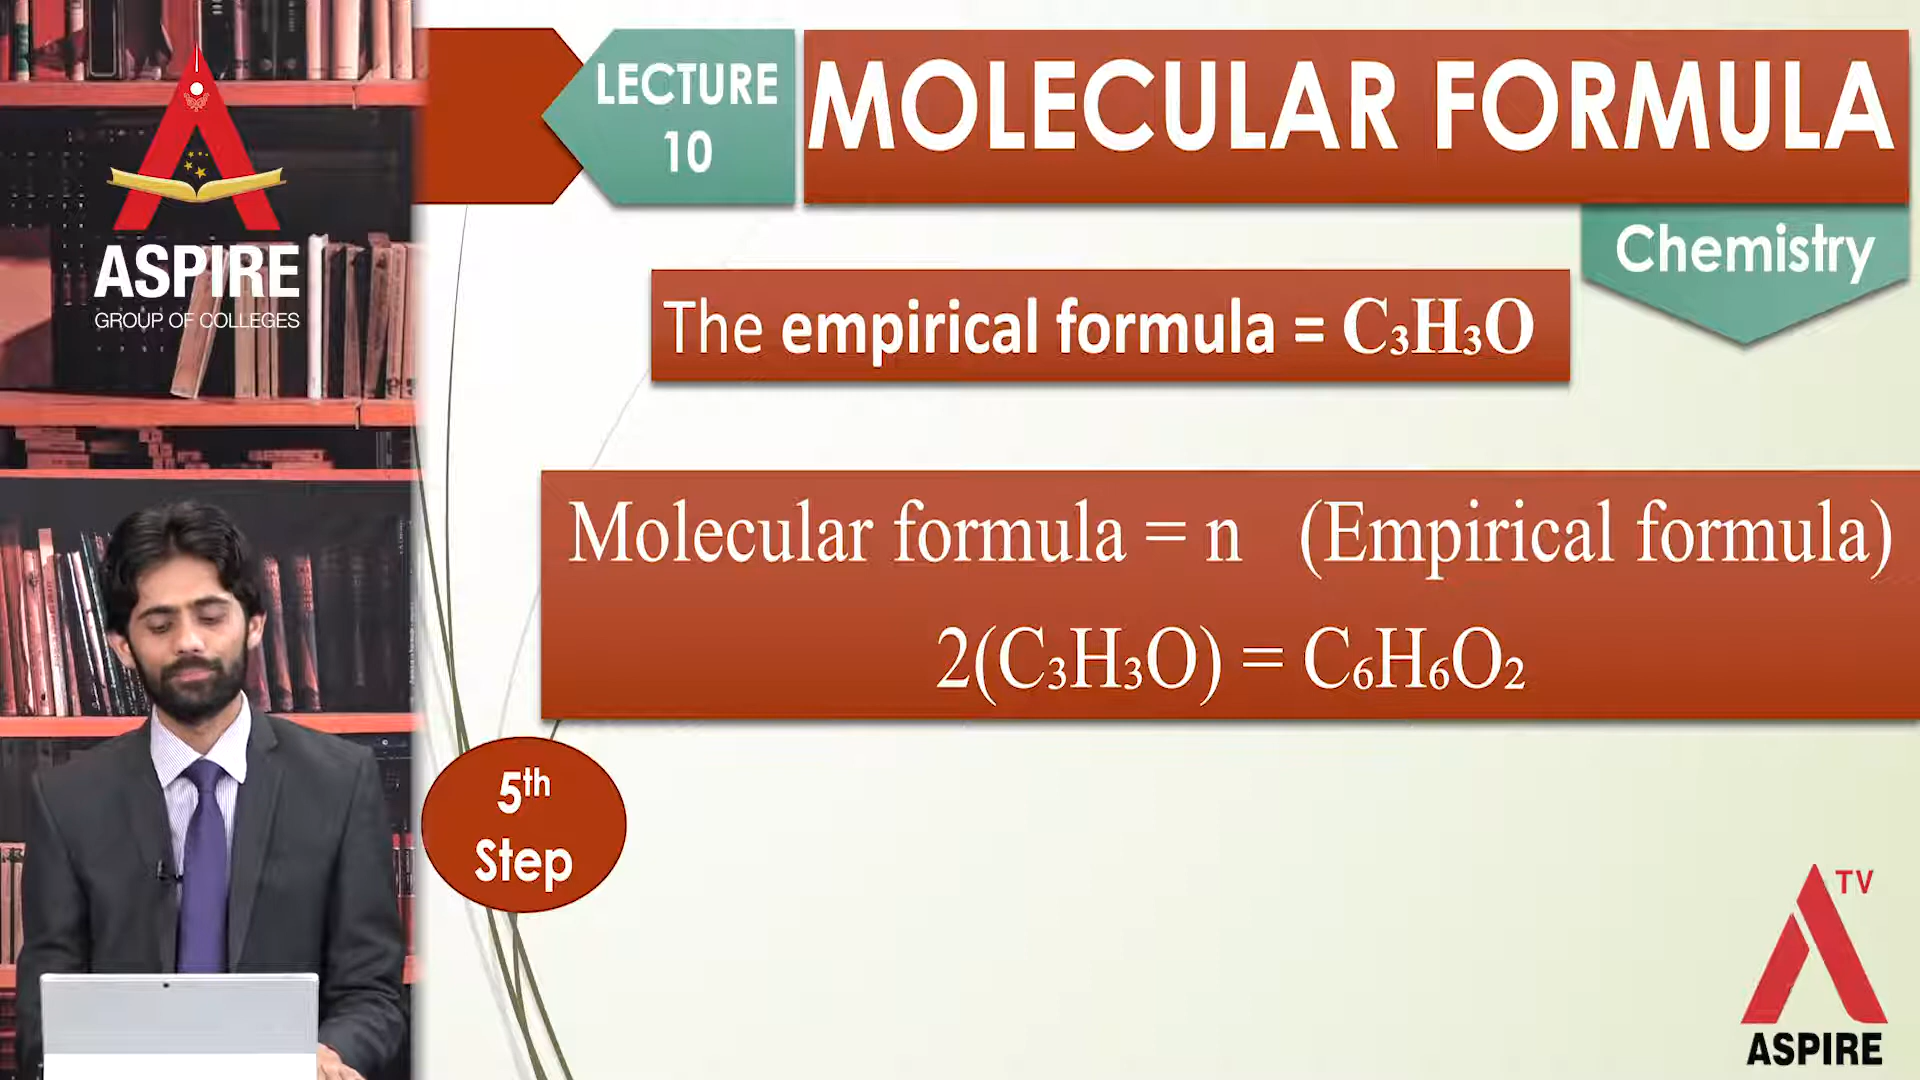 ASPIRE
GROUP OF COLLEGES
LECTURE
10
MOLECULAR FORMULA
Chemistry
The empirical formula = C₃H₃O
Molecular formula = n (Empirical formula)
2(C₃H₃O) = C₆H₆O₂
5th
Step
TV
ASPIRE